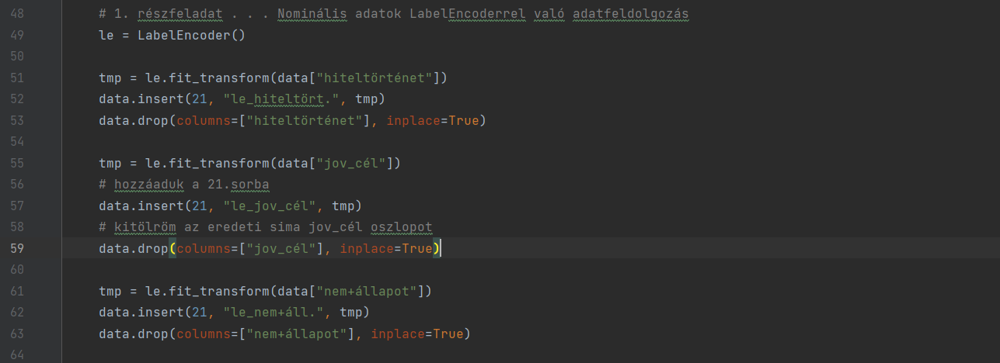 48 # 1. részfeladat . . . Nominális adatok LabelEncoderrel való adatfeldolgozás
49 le = LabelEncoder()
50
51 tmp = le.fit_transform(data["hiteltörténet"])
52 data.insert(21, "le_hiteltört.", tmp)
53 data.drop(columns=["hiteltörténet"], inplace=True)
54
55 tmp = le.fit_transform(data["jov_cél"])
56 # hozzáaduk a 21.sorba
57 data.insert(21, "le_jov_cél", tmp)
58 # kitölröm az eredeti sima jov_cél oszlopot
59 data.drop(columns=["jov_cél"], inplace=True)
60
61 tmp = le.fit_transform(data["nem+állapot"])
62 data.insert(21, "le_nem+áll.", tmp)
63 data.drop(columns=["nem+állapot"], inplace=True)
64